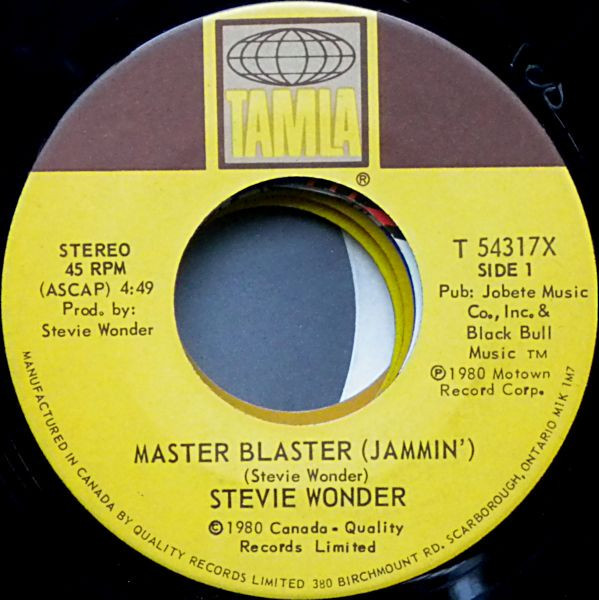 TAMLA
®
STEREO
45 RPM
(ASCAP) 4:49
Prod. by:
Stevie Wonder
T 54317X
SIDE 1
Pub: Jobete Music
Co., Inc. &
Black Bull
Music TM
Ⓟ1980 Motown
Record Corp.
MASTER BLASTER (JAMMIN')
(Stevie Wonder)
STEVIE WONDER
©1980 Canada - Quality
Records Limited
MANUFACTURED IN CANADA BY QUALITY RECORDS LIMITED 380 BIRCHMOUNT RD. SCARBOROUGH, ONTARIO M1K 1M7